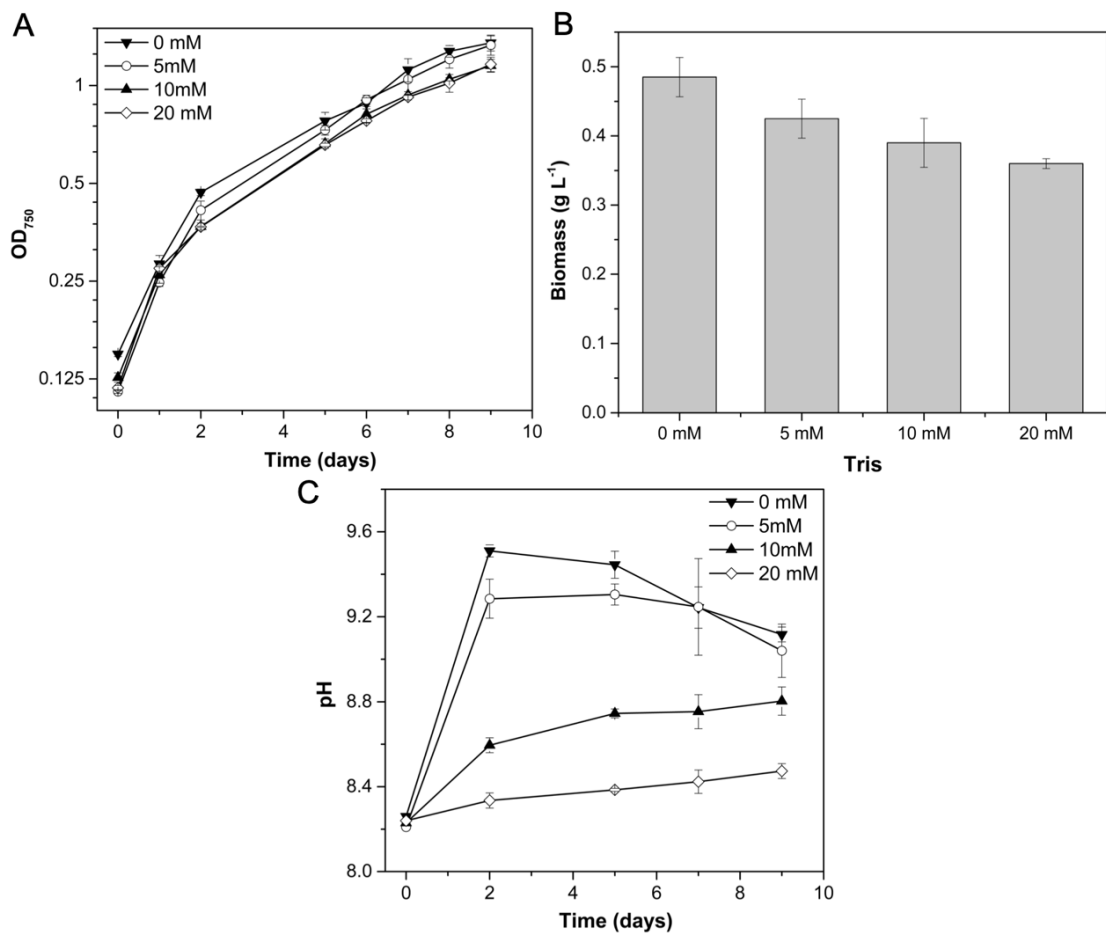 A
0 mM
5mM
10mM
20 mM
1
0.5
0.25
0.125
OD750
0 2 4 6 8 10
Time (days)
B
0.5
0.4
0.3
0.2
0.1
0.0
Biomass (g L-1)
0 mM 5 mM 10 mM 20 mM
Tris
C
0 mM
5mM
10mM
20 mM
9.6
9.2
8.8
8.4
8.0
pH
0 2 4 6 8 10
Time (days)